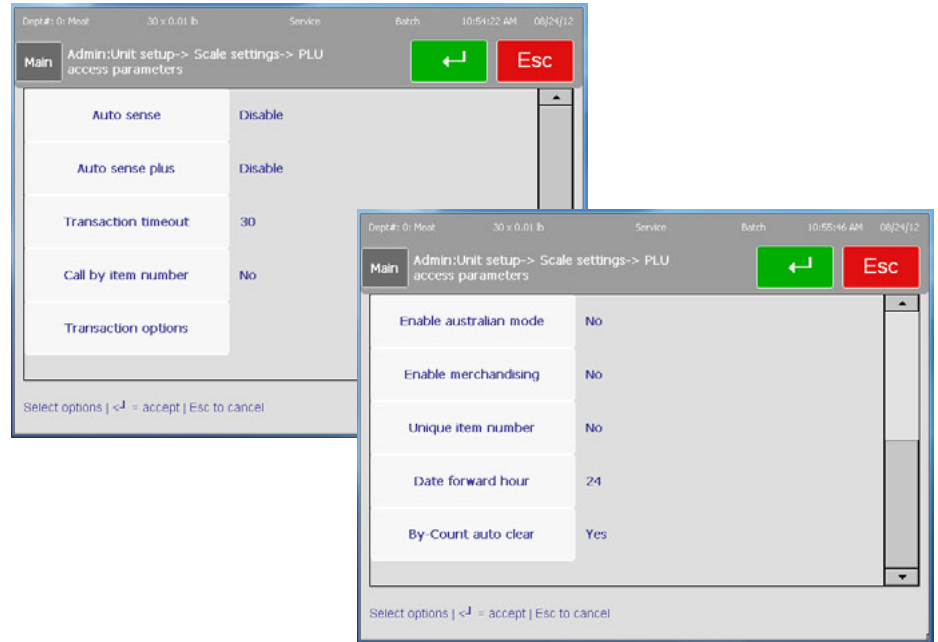 Dept#: 0: Meat 30 x 0.01 lb Service Batch 10:54:22 AM 08/24/12
Main Admin:Unit setup-> Scale settings-> PLU
access parameters
Esc
Auto sense Disable
Auto sense plus Disable
Transaction timeout 30
Call by item number No
Transaction options
Select options | <┘ = accept | Esc to cancel
Dept#: 0: Meat 30 x 0.01 lb Service Batch 10:55:46 AM 08/24/12
Main Admin:Unit setup-> Scale settings-> PLU
access parameters
Esc
Enable australian mode No
Enable merchandising No
Unique item number No
Date forward hour 24
By-Count auto clear Yes
Select options | <┘ = accept | Esc to cancel